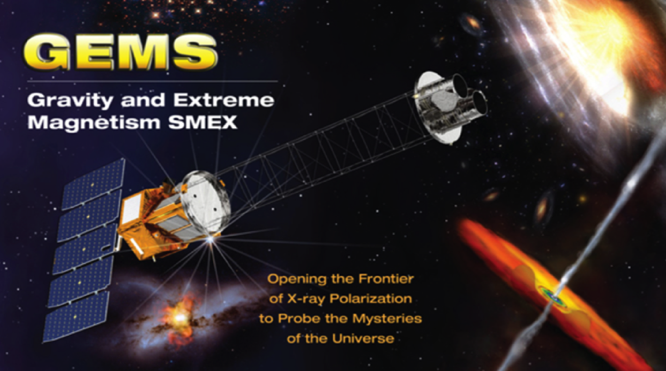 GEMS
Gravity and Extreme
Magnetism SMEX
Opening the Frontier
of X-ray Polarization
to Probe the Mysteries
of the Universe